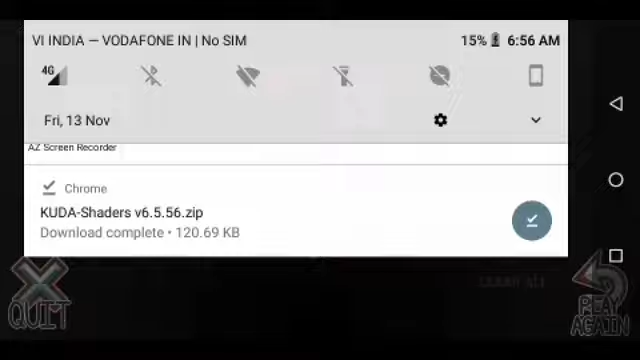 VI INDIA — VODAFONE IN | No SIM
15% 6:56 AM
4G
Fri, 13 Nov
AZ Screen Recorder
Chrome
KUDA-Shaders v6.5.56.zip
Download complete • 120.69 KB
QUIT
PLAY
AGAIN